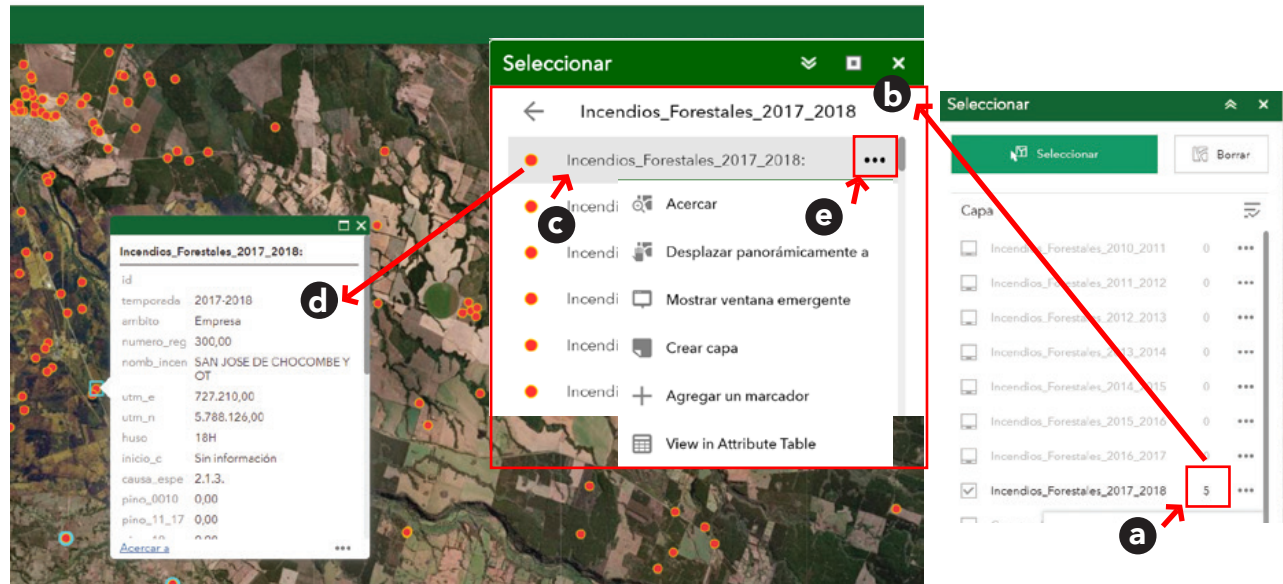 Seleccionar
b
Incendios_Forestales_2017_2018
Incendios_Forestales_2017_2018:
c
e
Incendi
Acercar
Incendi
Desplazar panorámicamente a
Incendi
Mostrar ventana emergente
Incendi
Crear capa
Incendi
Agregar un marcador
View in Attribute Table
d
Incendios_Forestales_2017_2018:
id
temporada 2017-2018
ambito Empresa
numero_reg 300,00
nomb_incen SAN JOSE DE CHOCOMBE Y
OT
utm_e 727.210,00
utm_n 5.788.126,00
huso 18H
inicio_c Sin información
causa_espe 2.1.3.
pino_0010 0,00
pino_11_17 0,00
Acercar a
Seleccionar
Seleccionar
Borrar
Capa
Incendios_Forestales_2010_2011 0
Incendios_Forestales_2011_2012 0
Incendios_Forestales_2012_2013 0
Incendios_Forestales_2013_2014 0
Incendios_Forestales_2014_2015 0
Incendios_Forestales_2015_2016 0
Incendios_Forestales_2016_2017
Incendios_Forestales_2017_2018 5
a